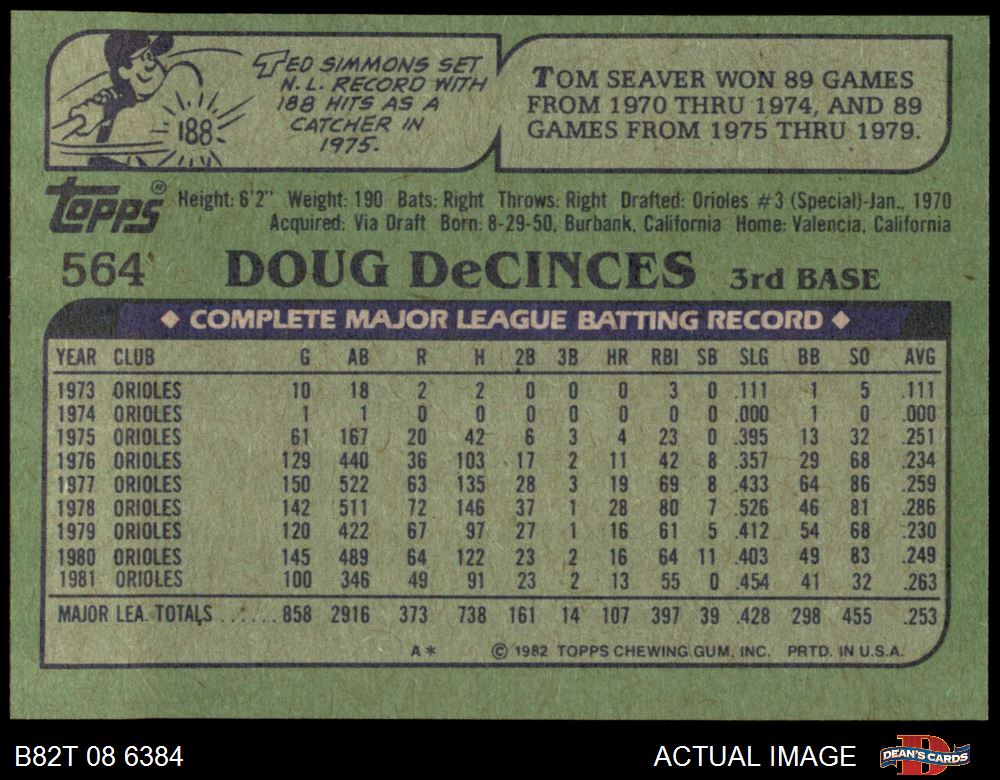 TED SIMMONS SET
N.L. RECORD WITH
188 HITS AS A
CATCHER IN
1975.
188
TOM SEAVER WON 89 GAMES
FROM 1970 THRU 1974, AND 89
GAMES FROM 1975 THRU 1979.
topps®
Height: 6'2" Weight: 190 Bats: Right Throws: Right Drafted: Orioles #3 (Special)-Jan., 1970
Acquired: Via Draft Born: 8-29-50, Burbank, California Home: Valencia, California
564 DOUG DeCINCES 3rd BASE
◆ COMPLETE MAJOR LEAGUE BATTING RECORD ◆
YEAR CLUB G AB R H 2B 3B HR RBI SB SLG BB SO AVG
1973 ORIOLES 10 18 2 2 0 0 0 3 0 .111 1 5 .111
1974 ORIOLES 1 1 0 0 0 0 0 0 0 .000 1 0 .000
1975 ORIOLES 61 167 20 42 6 3 4 23 0 .395 13 32 .251
1976 ORIOLES 129 440 36 103 17 2 11 42 8 .357 29 68 .234
1977 ORIOLES 150 522 63 135 28 3 19 69 8 .433 64 86 .259
1978 ORIOLES 142 511 72 146 37 1 28 80 7 .526 46 81 .286
1979 ORIOLES 120 422 67 97 27 1 16 61 5 .412 54 68 .230
1980 ORIOLES 145 489 64 122 23 2 16 64 11 .403 49 83 .249
1981 ORIOLES 100 346 49 91 23 2 13 55 0 .454 41 32 .263
MAJOR LEA. TOTALS ...... 858 2916 373 738 161 14 107 397 39 .428 298 455 .253
A* © 1982 TOPPS CHEWING GUM, INC. PRTD. IN U.S.A.
B82T 08 6384 ACTUAL IMAGE DEAN'S CARDS